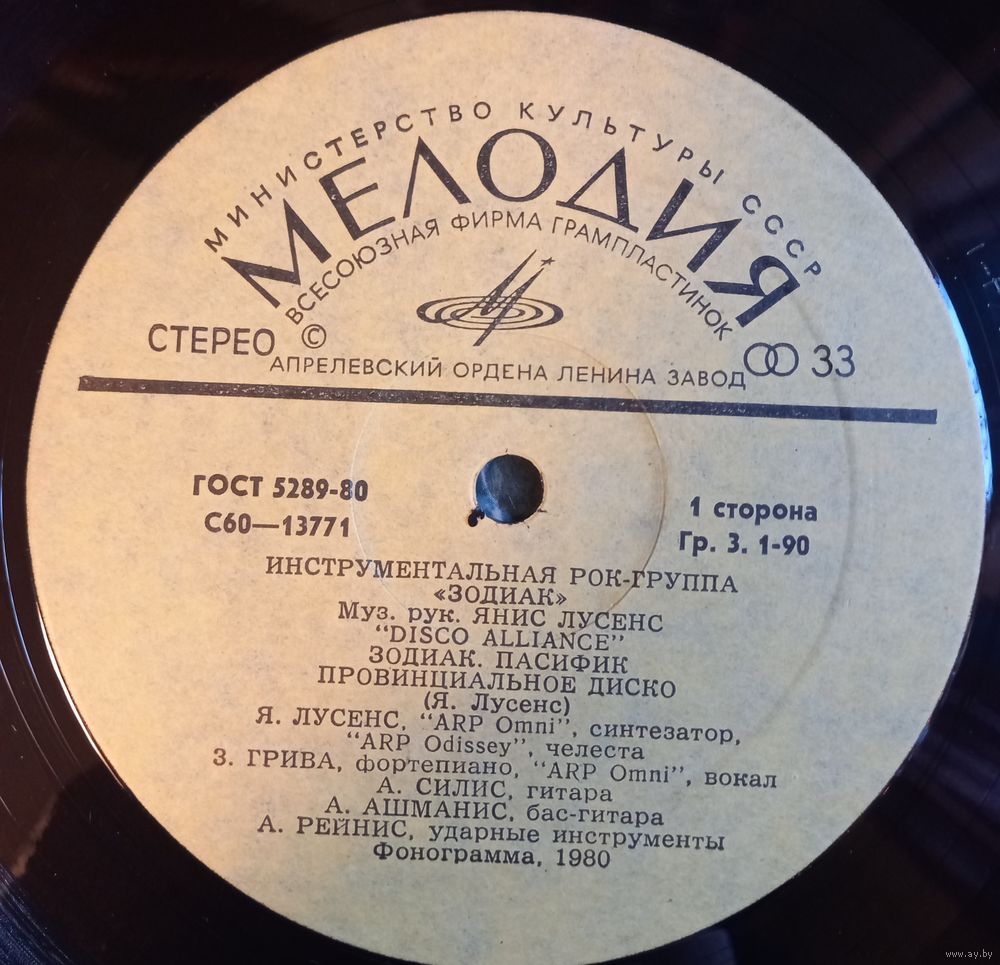 МИНИСТЕРСТВО КУЛЬТУРЫ СССР
МЕЛОДИЯ
ВСЕСОЮЗНАЯ ФИРМА ГРАМПЛАСТИНОК
СТЕРЕО ©
33
АПРЕЛЕВСКИЙ ОРДЕНА ЛЕНИНА ЗАВОД
ГОСТ 5289-80
С60—13771
1 сторона
Гр. 3. 1-90
ИНСТРУМЕНТАЛЬНАЯ РОК-ГРУППА
«ЗОДИАК»
Муз. рук. ЯНИС ЛУСЕНС
"DISCO ALLIANCE"
ЗОДИАК. ПАСИФИК
ПРОВИНЦИАЛЬНОЕ ДИСКО
(Я. Лусенс)
Я. ЛУСЕНС, "ARP Omni", синтезатор,
"ARP Odissey", челеста
З. ГРИВА, фортепиано, "ARP Omni", вокал
А. СИЛИС, гитара
А. АШМАНИС, бас-гитара
А. РЕЙНИС, ударные инструменты
Фонограмма, 1980
www.ay.by